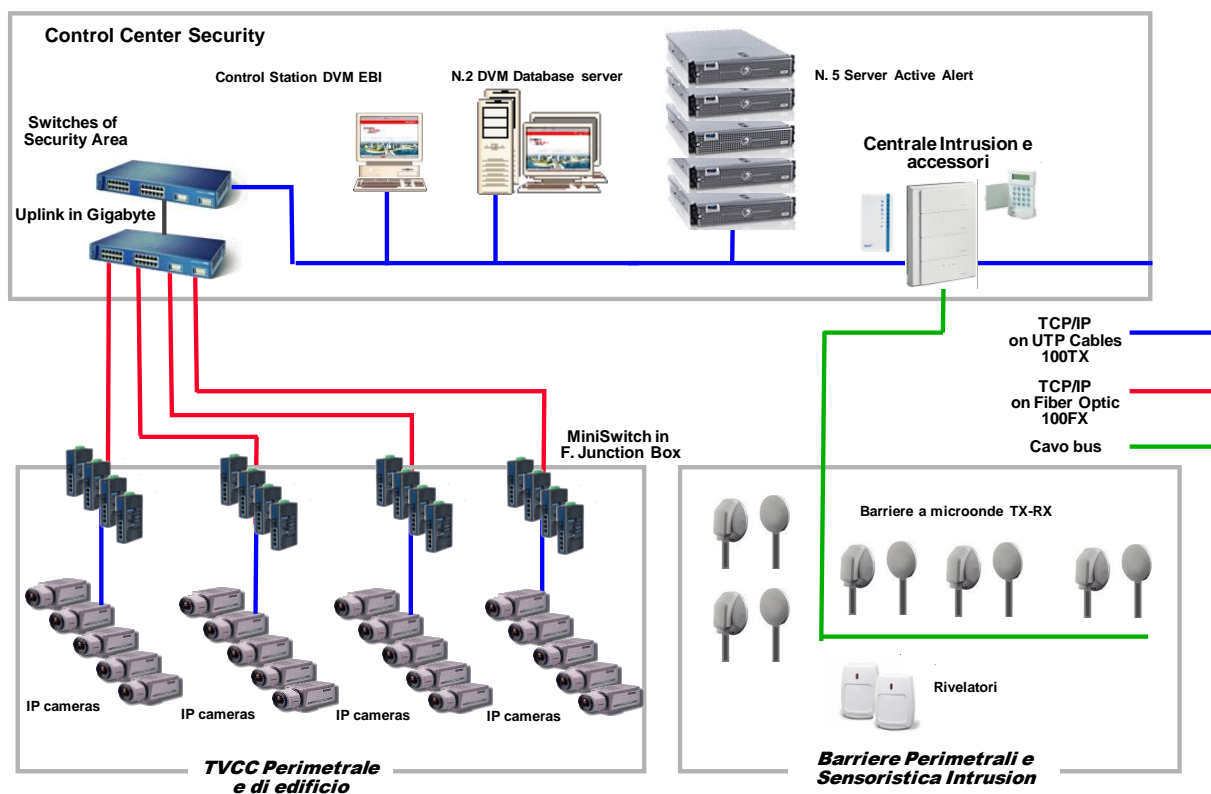 Control Center Security
Control Station DVM EBI
N.2 DVM Database server
N. 5 Server Active Alert
Switches of
Security Area
Centrale Intrusion e
accessori
Uplink in Gigabyte
TCP/IP
on UTP Cables
100TX
TCP/IP
on Fiber Optic
100FX
Cavo bus
MiniSwitch in
F. Junction Box
Barriere a microonde TX-RX
IP cameras
IP cameras
IP cameras
IP cameras
Rivelatori
TVCC Perimetrale
e di edificio
Barriere Perimetrali e
Sensoristica Intrusion